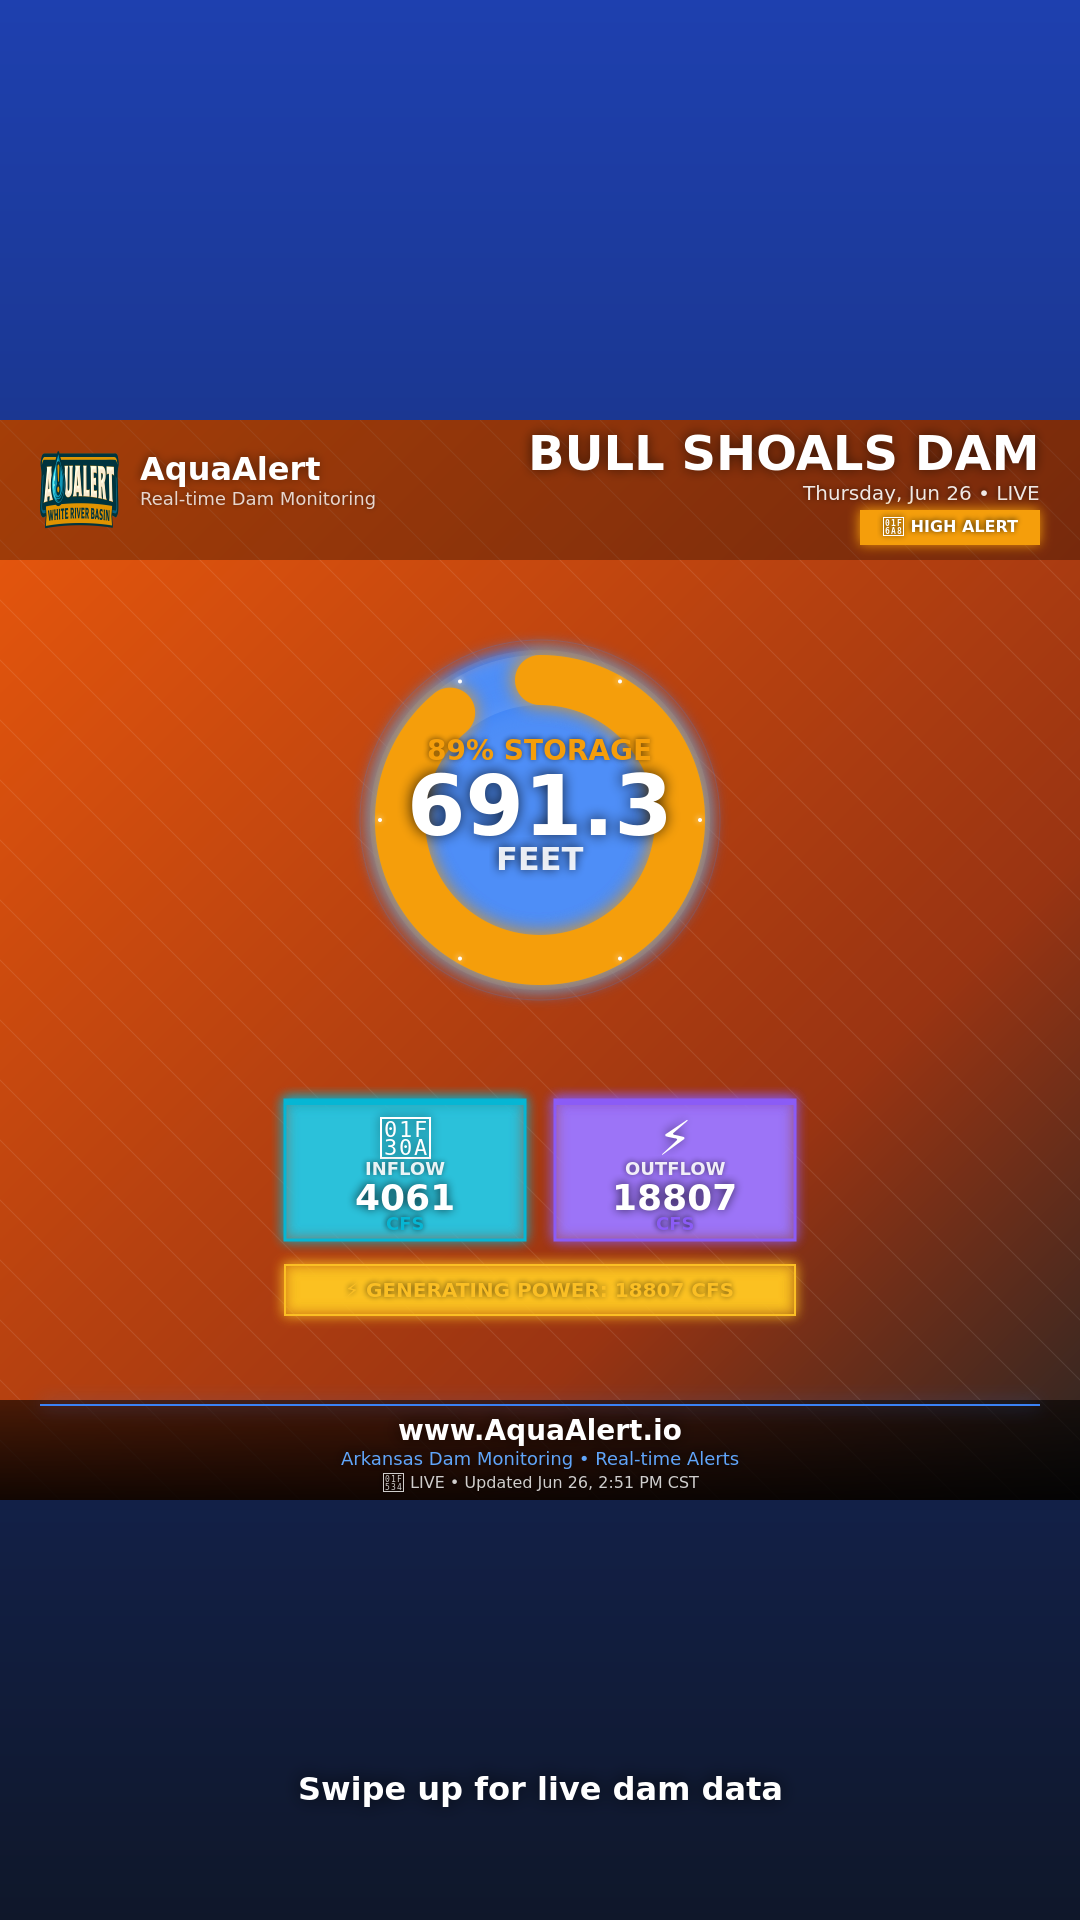 AQUALERT
WHITE RIVER BASIN
AquaAlert
Real-time Dam Monitoring
BULL SHOALS DAM
Thursday, Jun 26 • LIVE
HIGH ALERT
89% STORAGE
691.3
FEET
INFLOW
4061
CFS
⚡
OUTFLOW
18807
CFS
⚡ GENERATING POWER: 18807 CFS
www.AquaAlert.io
Arkansas Dam Monitoring • Real-time Alerts
LIVE • Updated Jun 26, 2:51 PM CST
Swipe up for live dam data